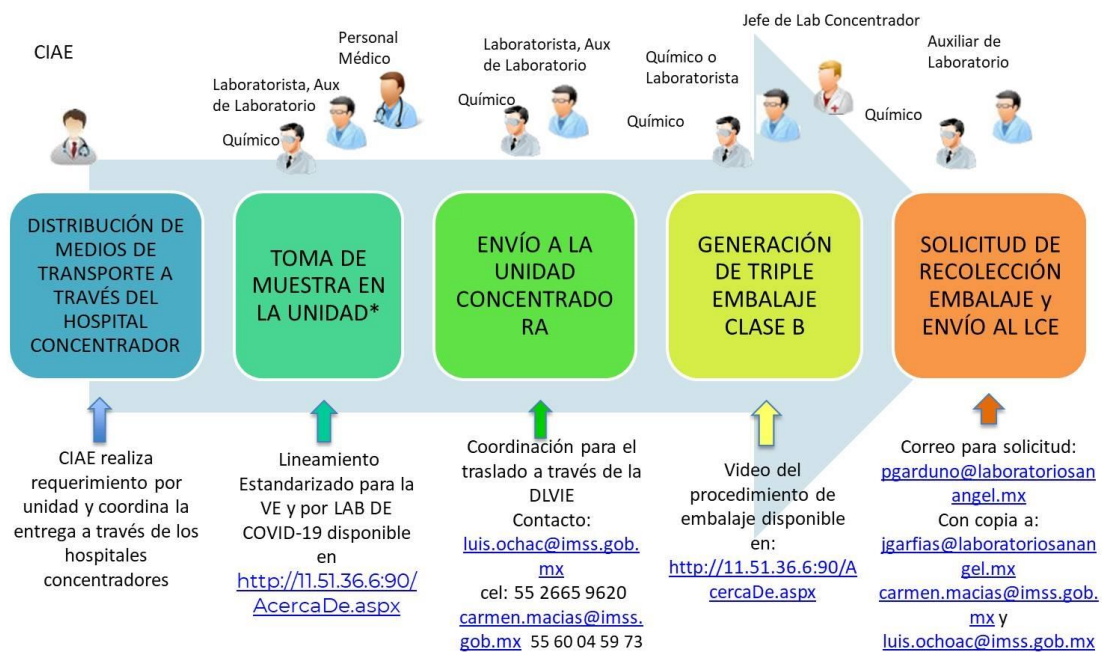 CIAE
Laboratorista, Aux
de Laboratorio
Químico
Personal
Médico
Laboratorista, Aux
de Laboratorio
Químico
Químico o
Laboratorista
Químico
Jefe de Lab Concentrador
Auxiliar de
Laboratorio
Químico
DISTRIBUCIÓN DE
MEDIOS DE
TRANSPORTE A
TRAVÉS DEL
HOSPITAL
CONCENTRADOR
TOMA DE
MUESTRA EN
LA UNIDAD*
ENVÍO A LA
UNIDAD
CONCENTRADO
RA
GENERACIÓN
DE TRIPLE
EMBALAJE
CLASE B
SOLICITUD DE
RECOLECCIÓN
EMBALAJE y
ENVÍO AL LCE
CIAE realiza
requerimiento por
unidad y coordina la
entrega a través de los
hospitales
concentradores
Lineamiento
Estandarizado para la
VE y por LAB DE
COVID-19 disponible
en
http://11.51.36.6:90/
AcercaDe.aspx
Coordinación para el
traslado a través de la
DLVIE
Contacto:
luis.ochac@imss.gob.
mx
cel: 55 2665 9620
carmen.macias@imss.
gob.mx 55 60 04 59 73
Video del
procedimiento de
embalaje disponible
en:
http://11.51.36.6:90/A
cercaDe.aspx
Correo para solicitud:
pgarduno@laboratoriosan
angel.mx
Con copia a:
jgarfias@laboratoriosanan
gel.mx
carmen.macias@imss.gob.
mx y
luis.ochoac@imss.gob.mx